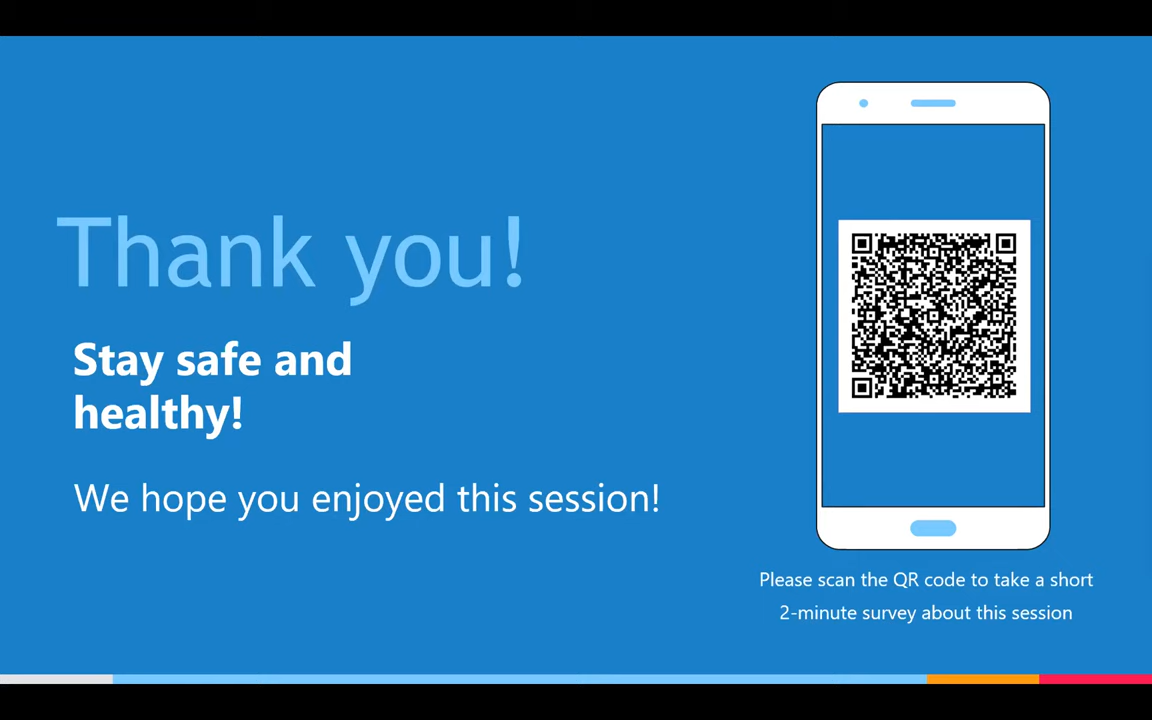 Thank you!
Stay safe and
healthy!
We hope you enjoyed this session!
Please scan the QR code to take a short
2-minute survey about this session